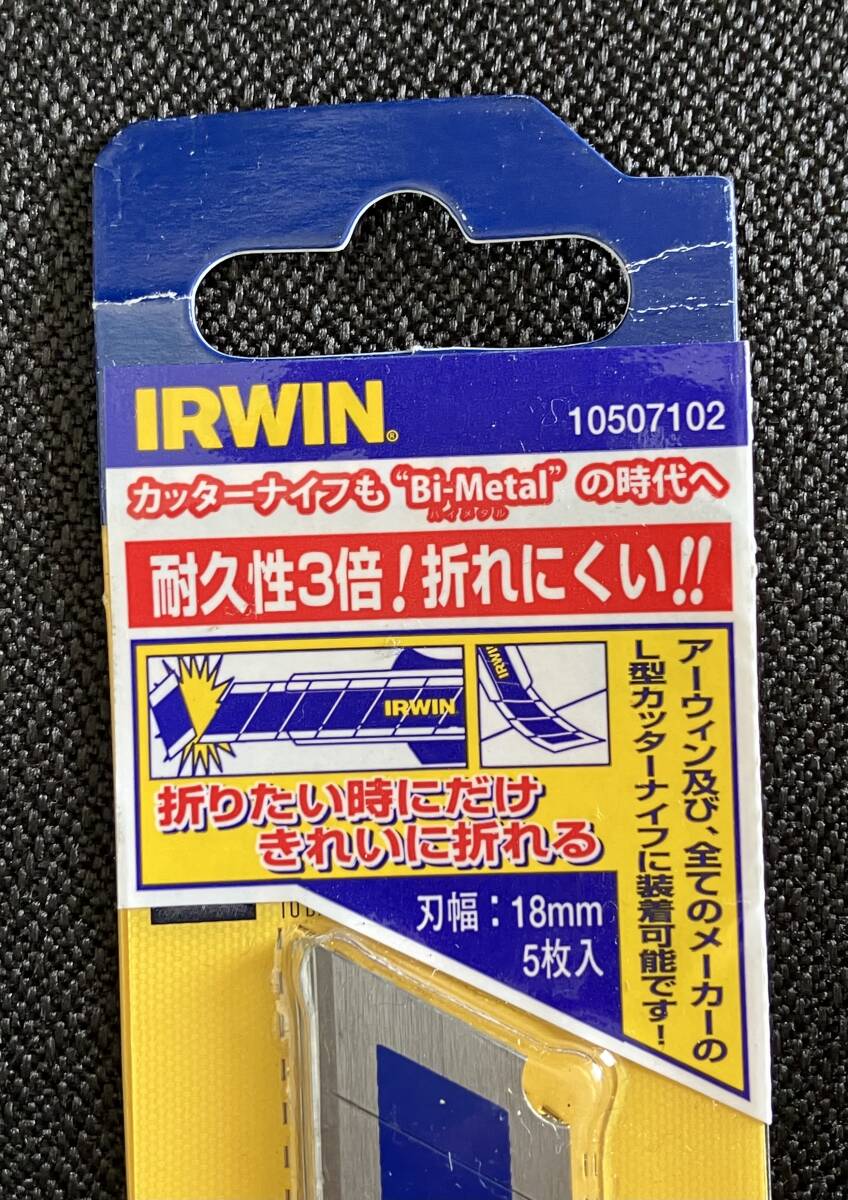 IRWIN®
10507102
カッターナイフも “Bi-Metal” の時代へ
バイメタル
耐久性3倍！折れにくい!!
IRWIN
IRWIN
折りたい時にだけ
きれいに折れる
アーウィン及び、全てのメーカーの
L型カッターナイフに装着可能です！
刃幅：18mm
5枚入